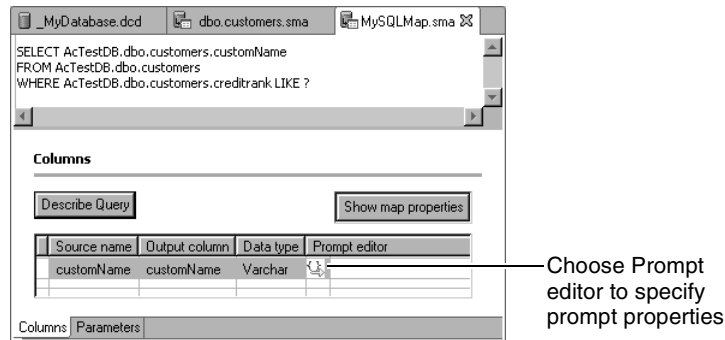 _MyDatabase.dcd dbo.customers.sma MySQLMap.sma
SELECT AcTestDB.dbo.customers.customName
FROM AcTestDB.dbo.customers
WHERE AcTestDB.dbo.customers.creditrank LIKE ?
Columns
Describe Query Show map properties
Source name Output column Data type Prompt editor
customName customName Varchar
Choose Prompt
editor to specify
prompt properties
Columns Parameters